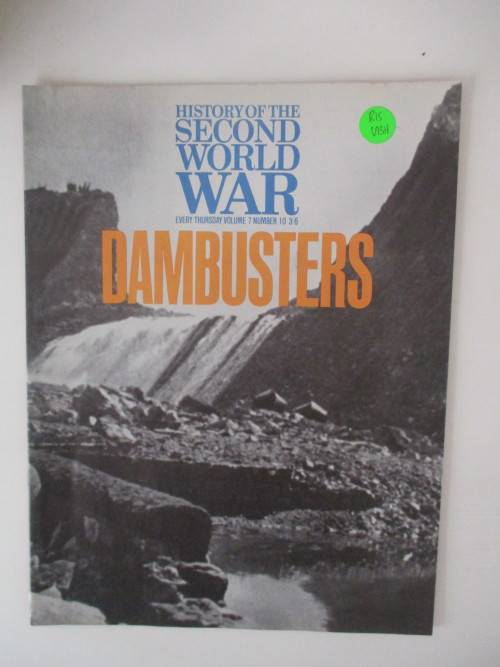 HISTORY OF THE
SECOND
WORLD
WAR
EVERY THURSDAY VOLUME 7 NUMBER 10 3/6
DAMBUSTERS
R15